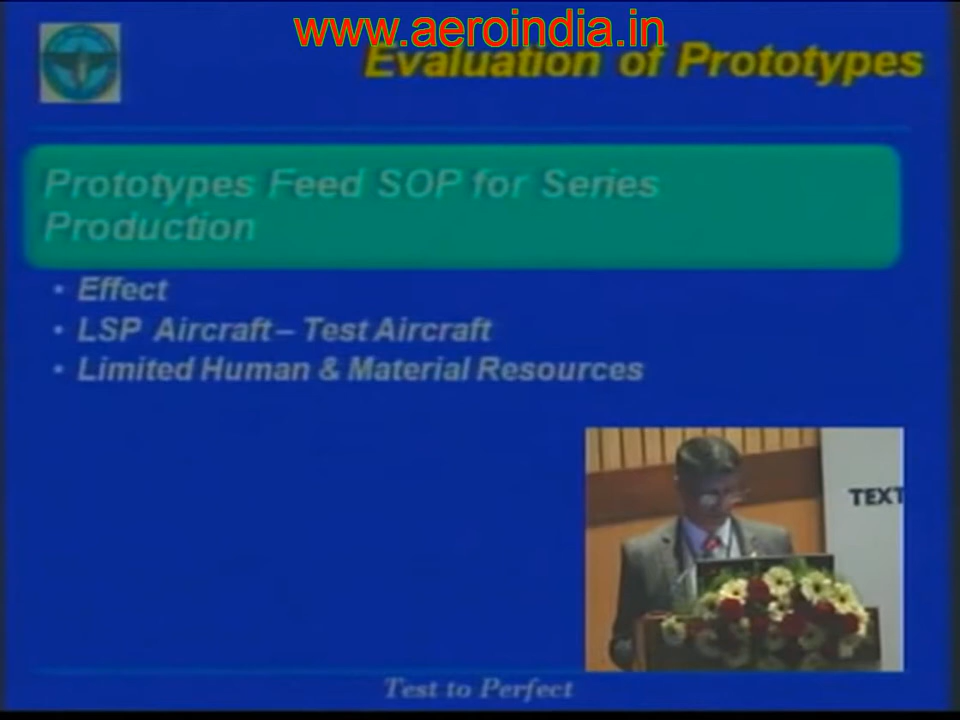 www.aeroindia.in
Evaluation of Prototypes
Prototypes Feed SOP for Series
Production
• Effect
• LSP Aircraft – Test Aircraft
• Limited Human & Material Resources
TEXT
Test to Perfect